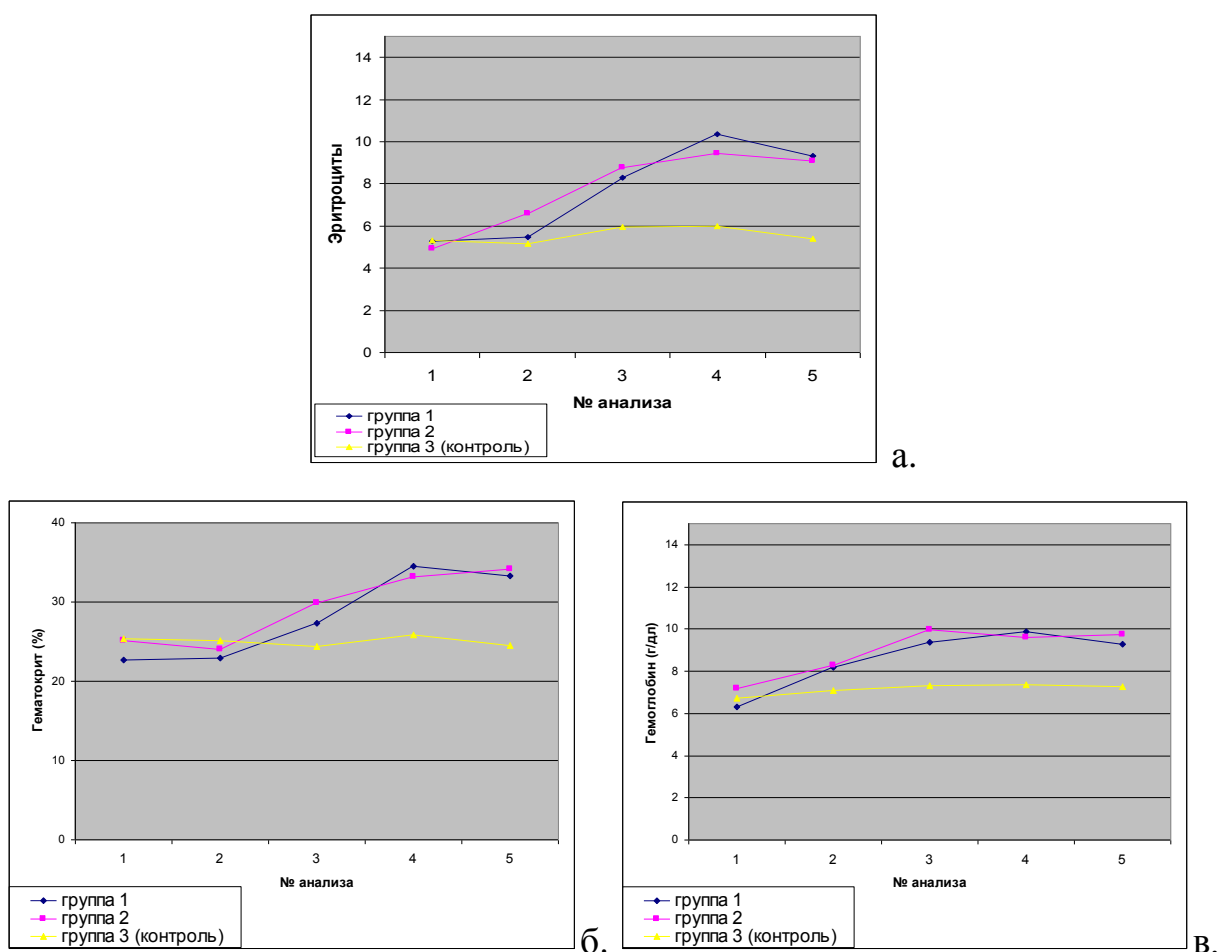 14
12
10
8
6
4
2
0
Эритроциты
1 2 3 4 5
№ анализа
группа 1
группа 2
группа 3 (контроль)
а.
40
30
20
10
0
Гематокрит (%)
1 2 3 4 5
№ анализа
группа 1
группа 2
группа 3 (контроль)
б.
14
12
10
8
6
4
2
0
Гемоглобин (г/дл)
1 2 3 4 5
№ анализа
группа 1
группа 2
группа 3 (контроль)
в.